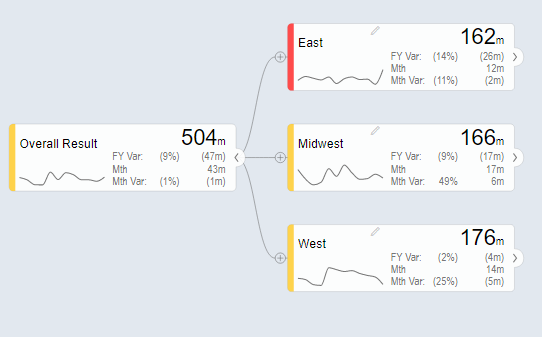 162m
East
FY Var: (14%) (26m)
Mth 12m
Mth Var: (11%) (2m)
504m
Overall Result
FY Var: (9%) (47m)
Mth 43m
Mth Var: (1%) (1m)
166m
Midwest
FY Var: (9%) (17m)
Mth 17m
Mth Var: 49% 6m
176m
West
FY Var: (2%) (4m)
Mth 14m
Mth Var: (25%) (5m)